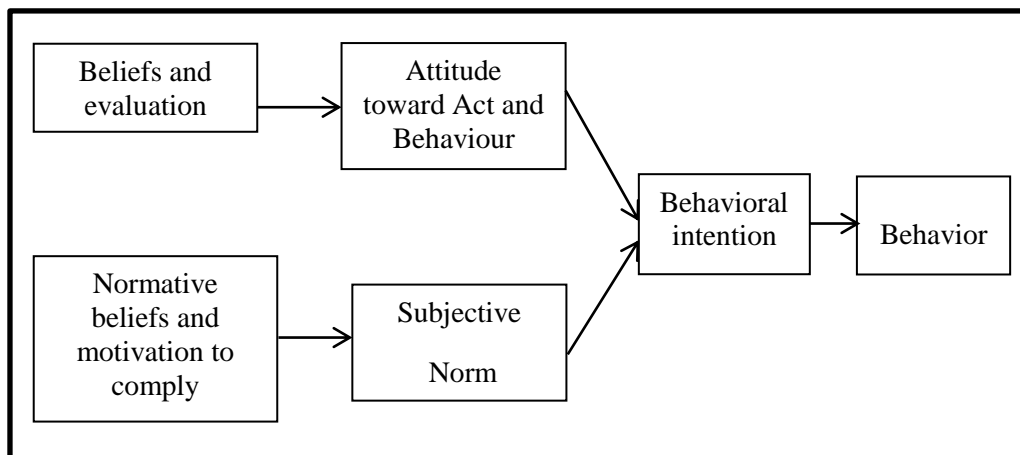 Beliefs and
evaluation
Attitude
toward Act and
Behaviour
Behavioral
intention
Behavior
Normative
beliefs and
motivation to
comply
Subjective
Norm